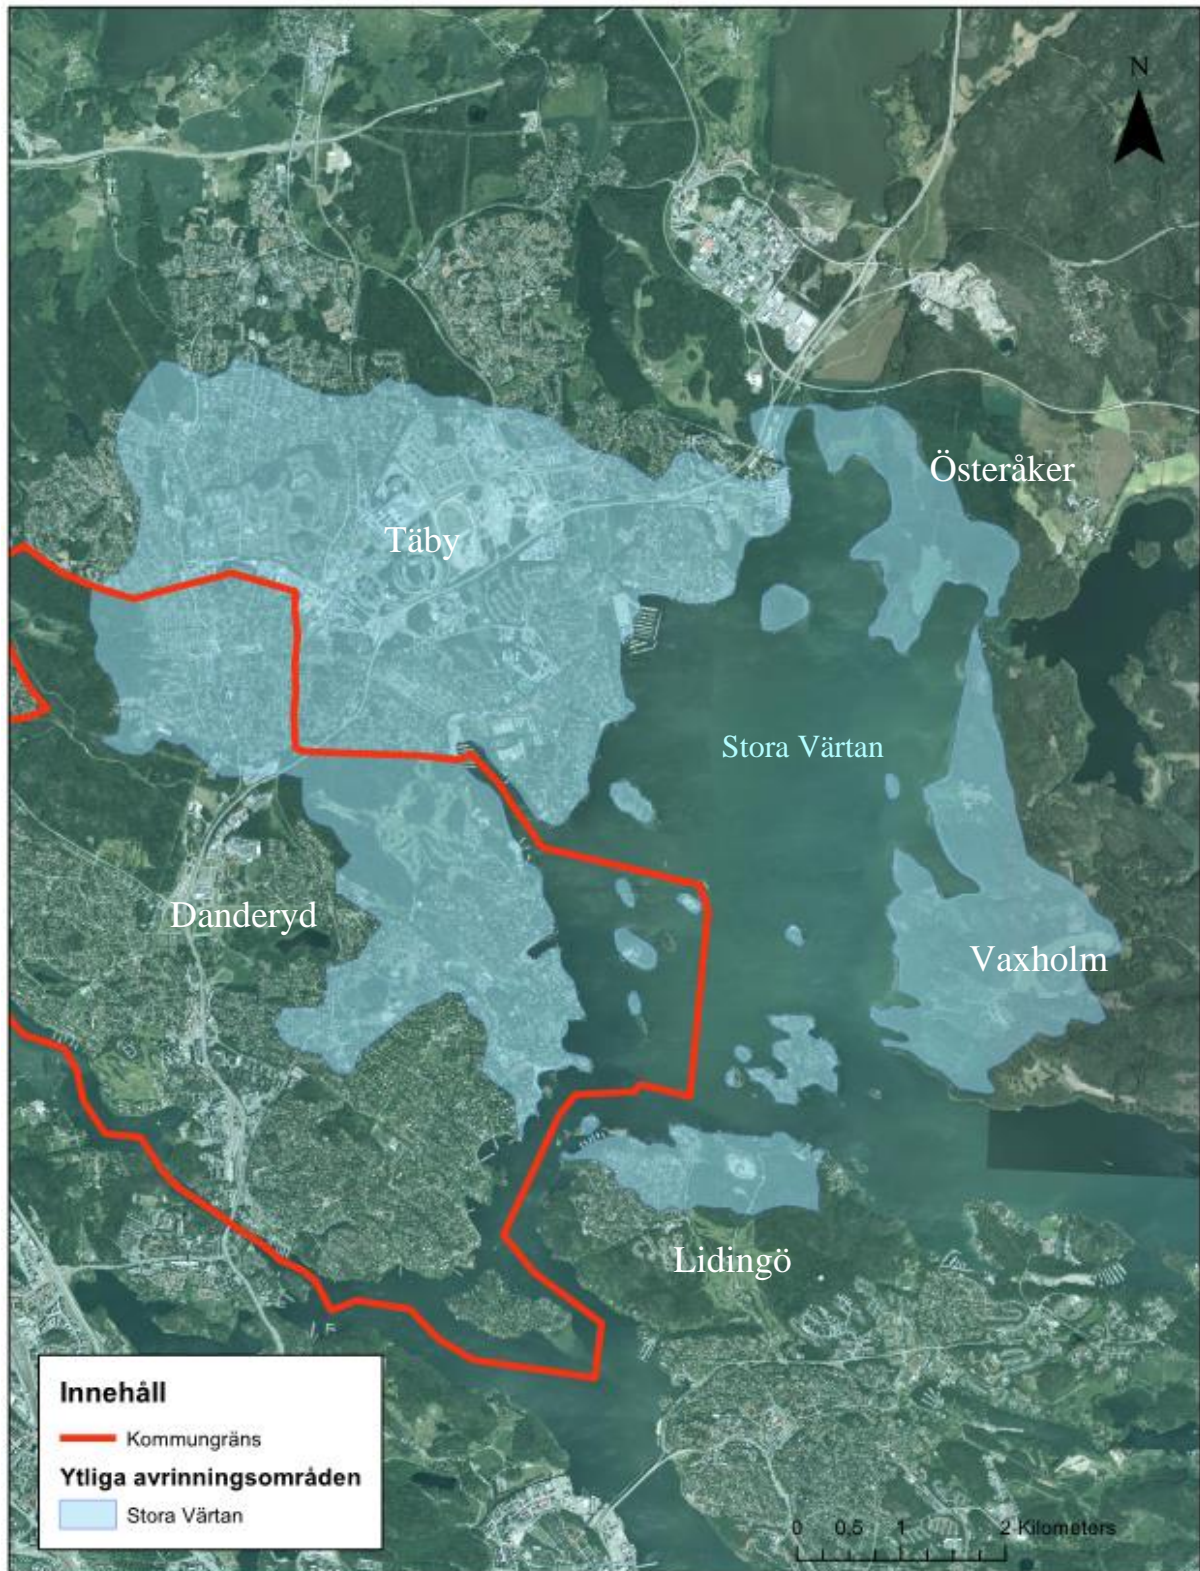 N
Österåker
Täby
Stora Värtan
Danderyd
Vaxholm
Lidingö
Innehåll
Kommungräns
Ytliga avrinningsområden
Stora Värtan
0 0,5 1 2 Kilometers